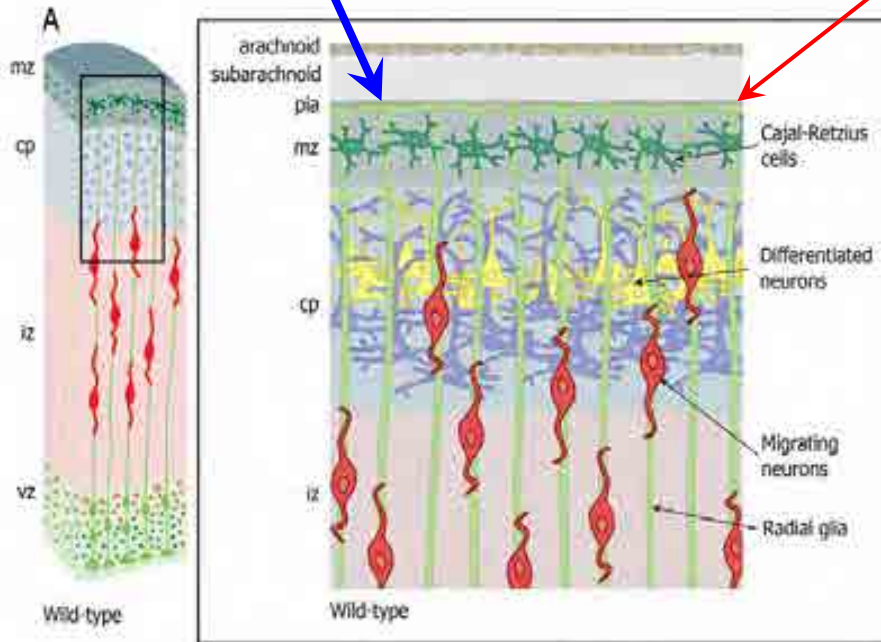 A
mz
cp
iz
vz
Wild-type
arachnoid
subarachnoid
pia
mz
cp
iz
Cajal-Retzius
cells
Differentiated
neurons
Migrating
neurons
Radial glia
Wild-type